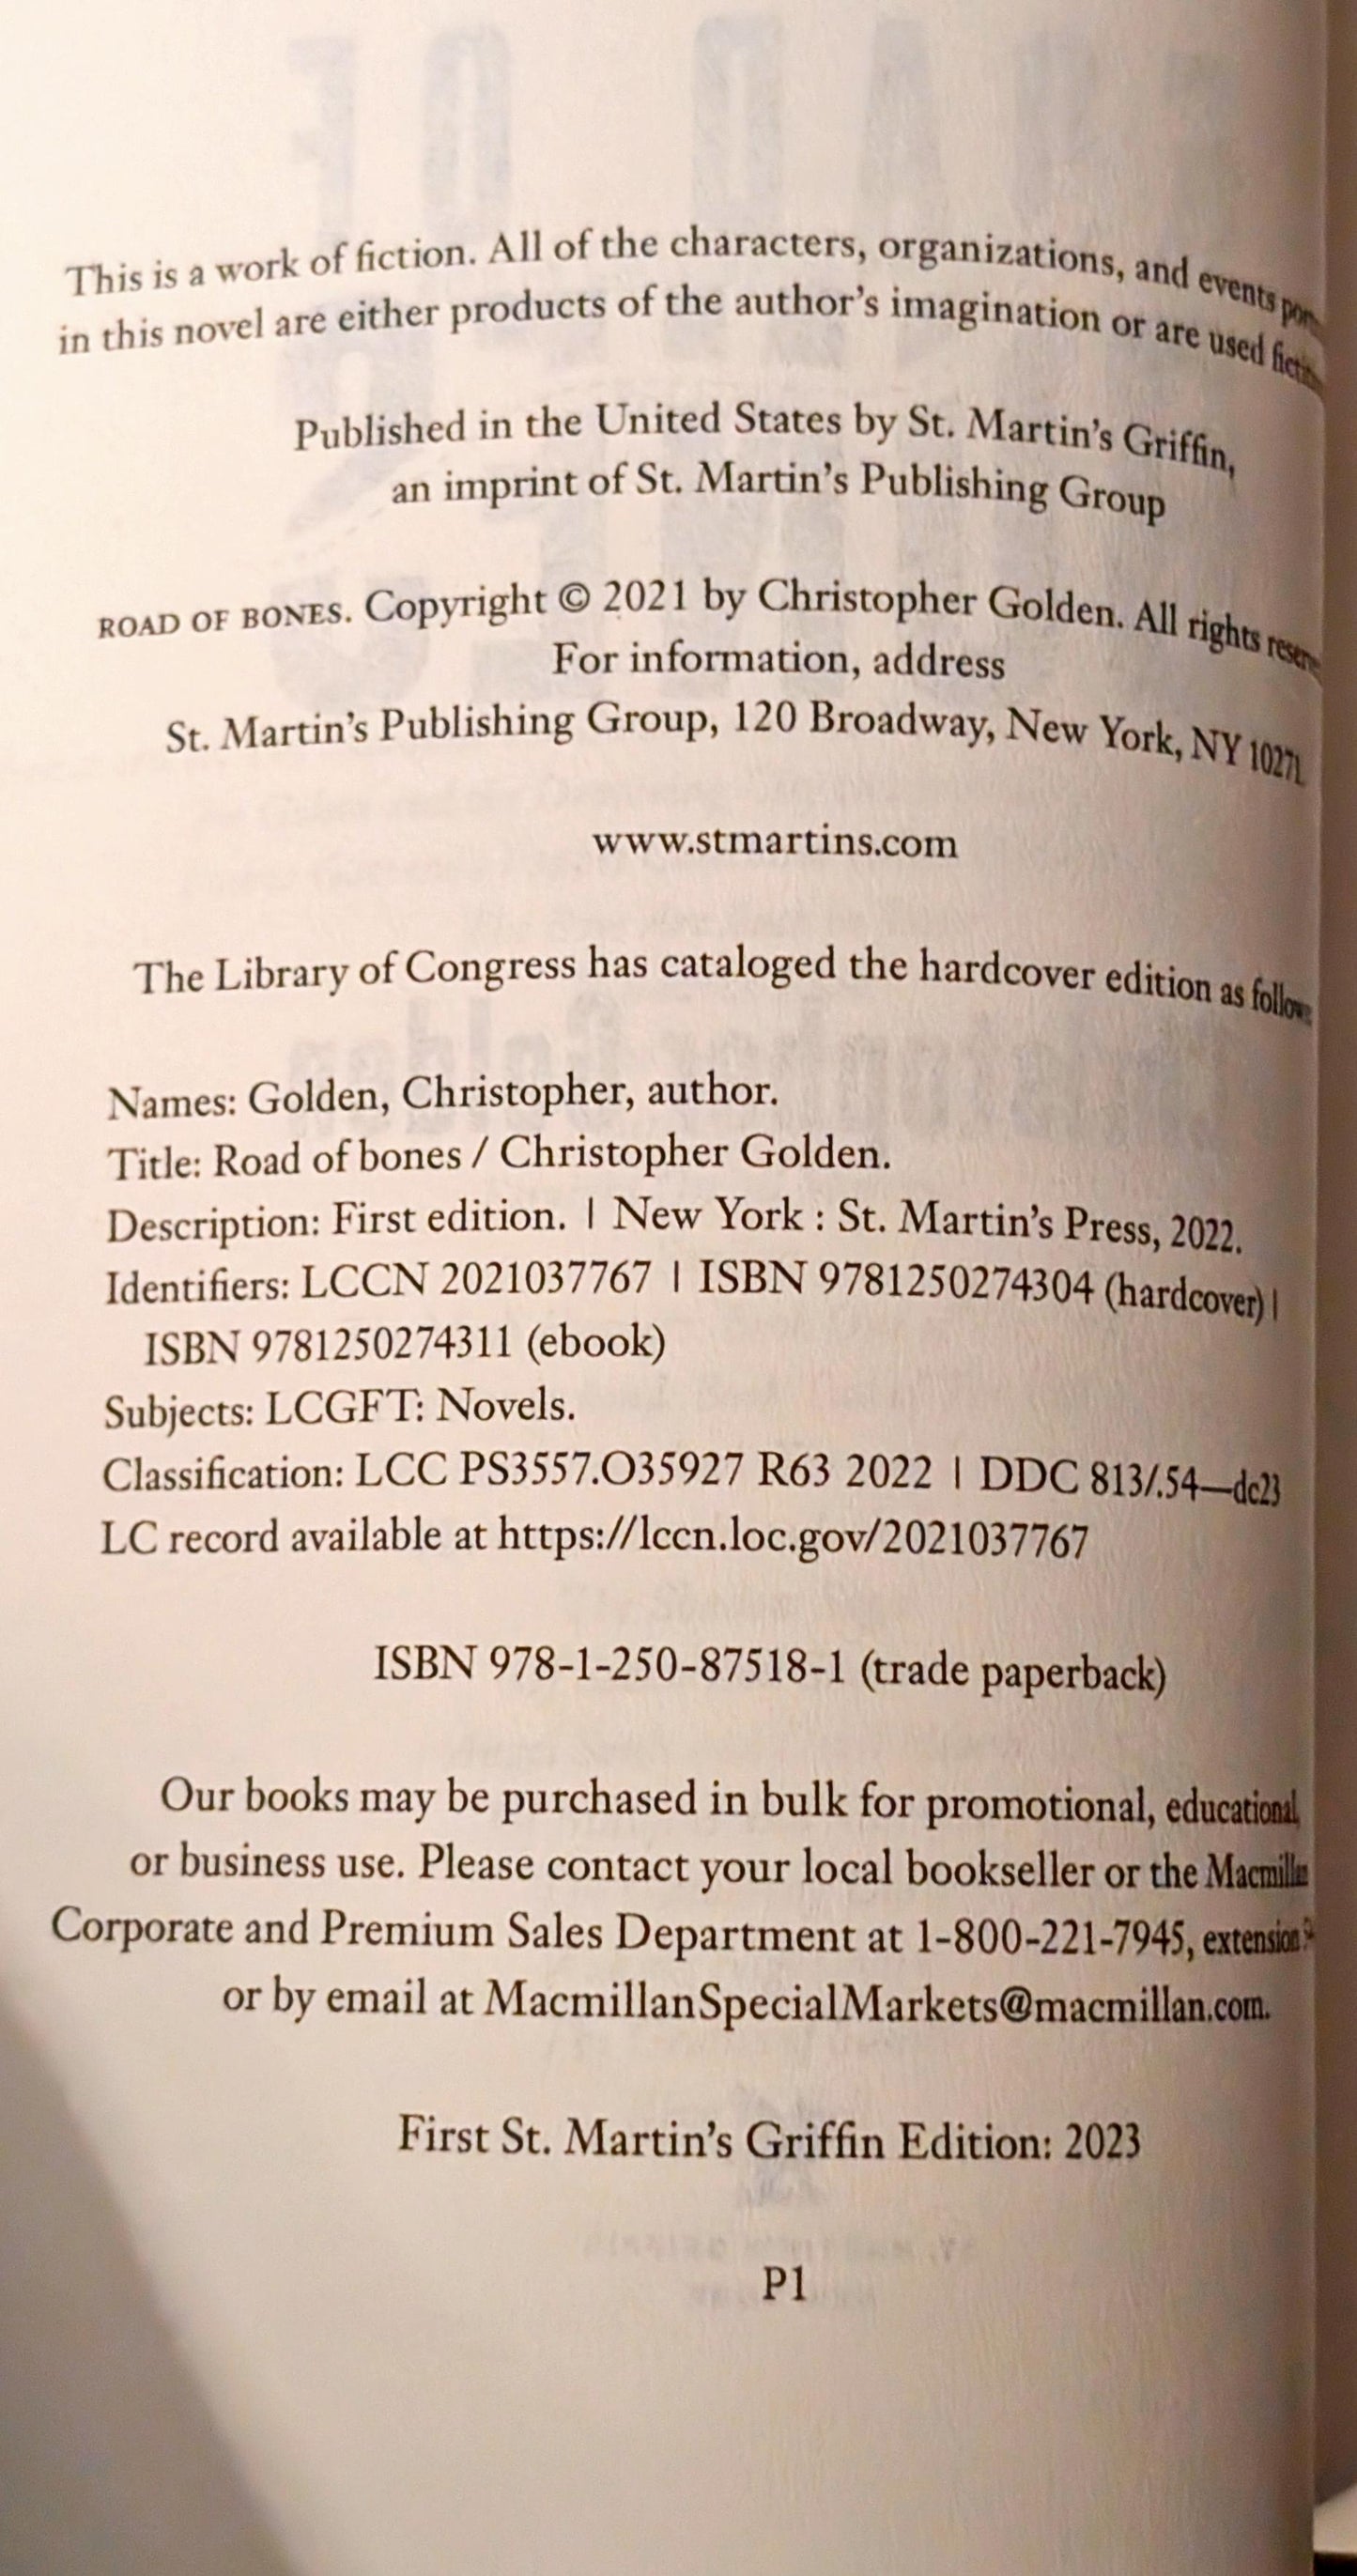 This is a work of fiction. All of the characters, organizations, and events
in this novel are either products of the author's imagination or are used
Published in the United States by St. Martin's Griffin,
an imprint of St. Martin's Publishing Group
ROAD OF BONES. Copyright © 2021 by Christopher Golden. All rights
For information, address
St. Martin's Publishing Group, 120 Broadway, New York, NY 10271.
www.stmartins.com
The Library of Congress has cataloged the hardcover edition as
Names: Golden, Christopher, author.
Title: Road of bones / Christopher Golden.
Description: First edition. | New York : St. Martin's Press, 2022.
Identifiers: LCCN 2021037767 | ISBN 9781250274304 (hardcover) |
ISBN 9781250274311 (ebook)
Subjects: LCGFT: Novels.
Classification: LCC PS3557.O35927 R63 2022 | DDC 813/.54—dc23
LC record available at https://lccn.loc.gov/2021037767
ISBN 978-1-250-87518-1 (trade paperback)
Our books may be purchased in bulk for promotional, educational,
or business use. Please contact your local bookseller or the Macmillan
Corporate and Premium Sales Department at 1-800-221-7945, extension
or by email at MacmillanSpecialMarkets@macmillan.com.
First St. Martin's Griffin Edition: 2023
P1